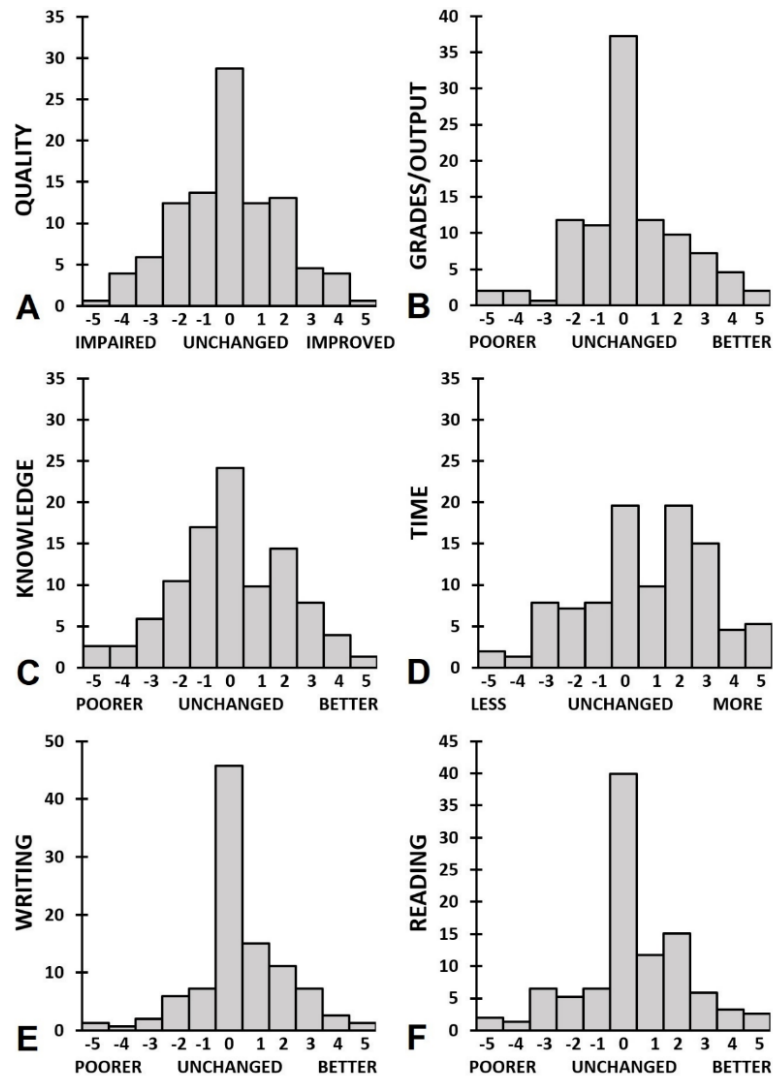 QUALITY
35
30
25
20
15
10
5
0
A
-5 -4 -3 -2 -1 0 1 2 3 4 5
IMPAIRED UNCHANGED IMPROVED
GRADES/OUTPUT
40
35
30
25
20
15
10
5
0
B
-5 -4 -3 -2 -1 0 1 2 3 4 5
POORER UNCHANGED BETTER
KNOWLEDGE
35
30
25
20
15
10
5
0
C
-5 -4 -3 -2 -1 0 1 2 3 4 5
POORER UNCHANGED BETTER
TIME
35
30
25
20
15
10
5
0
D
-5 -4 -3 -2 -1 0 1 2 3 4 5
LESS UNCHANGED MORE
WRITING
50
40
30
20
10
0
E
-5 -4 -3 -2 -1 0 1 2 3 4 5
POORER UNCHANGED BETTER
READING
45
40
35
30
25
20
15
10
5
0
F
-5 -4 -3 -2 -1 0 1 2 3 4 5
POORER UNCHANGED BETTER